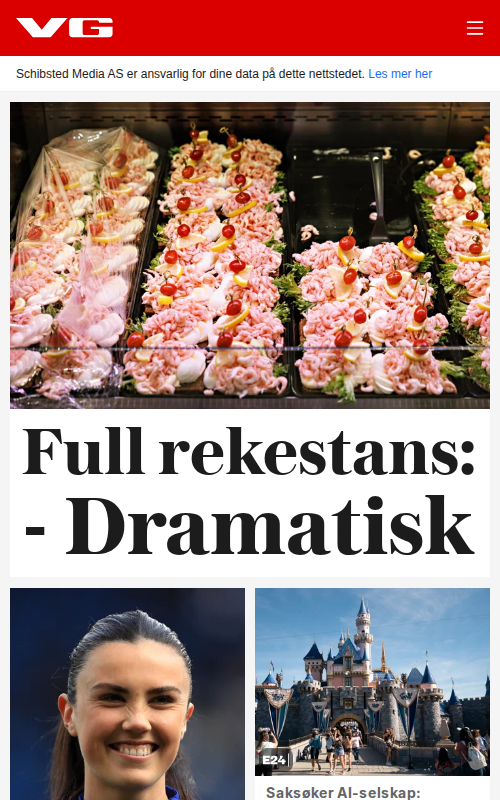 VG
Schibsted Media AS er ansvarlig for dine data på dette nettstedet. Les mer her
Full rekestans:
- Dramatisk
E24
Saksøker AI-selskap: